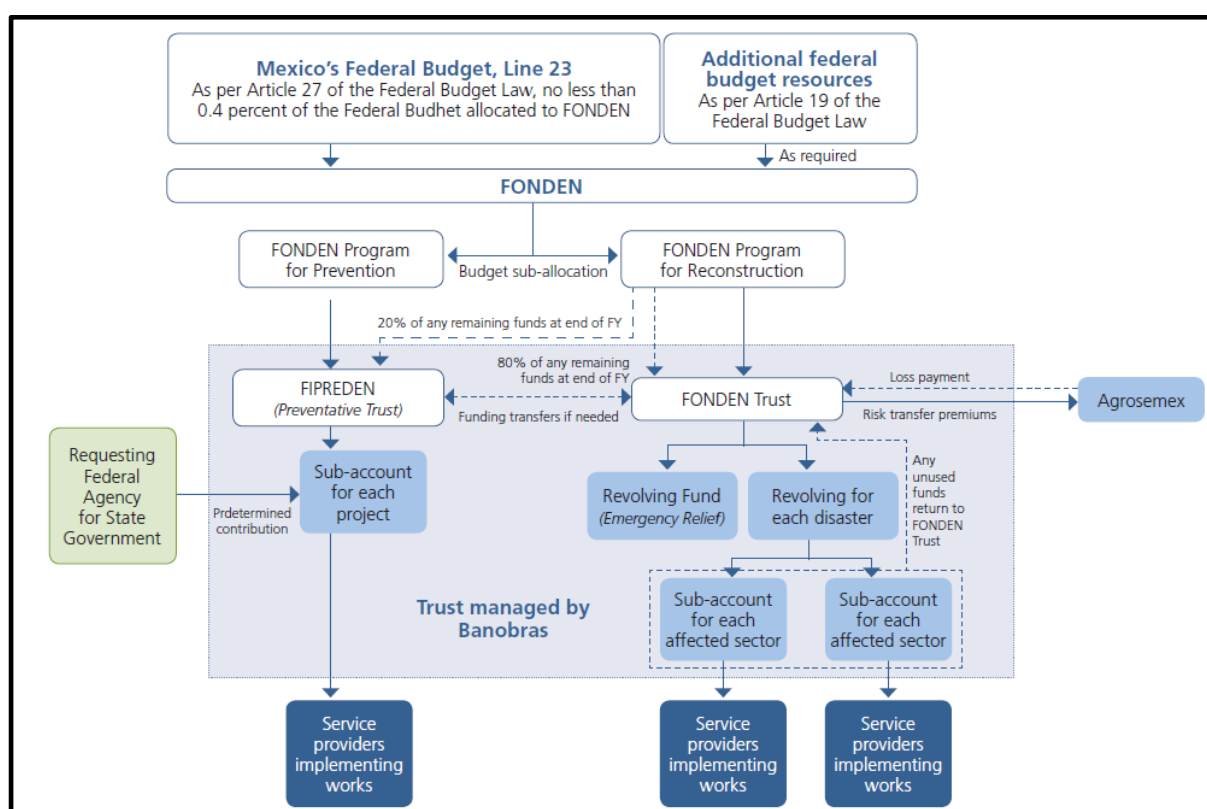 Mexico's Federal Budget, Line 23
As per Article 27 of the Federal Budget Law, no less than
0.4 percent of the Federal Budhet allocated to FONDEN
Additional federal
budget resources
As per Article 19 of the
Federal Budget Law
As required
FONDEN
FONDEN Program
for Prevention
Budget sub-allocation
FONDEN Program
for Reconstruction
20% of any remaining funds at end of FY
80% of any remaining
funds at end of FY
FIPREDEN
(Preventative Trust)
Funding transfers if needed
FONDEN Trust
Loss payment
Risk transfer premiums
Agrosemex
Requesting
Federal
Agency
for State
Government
Prdetermined
contribution
Sub-account
for each
project
Revolving Fund
(Emergency Relief)
Revolving for
each disaster
Any
unused
funds
return to
FONDEN
Trust
Trust managed by
Banobras
Sub-account
for each
affected sector
Sub-account
for each
affected sector
Service
providers
implementing
works
Service
providers
implementing
works
Service
providers
implementing
works